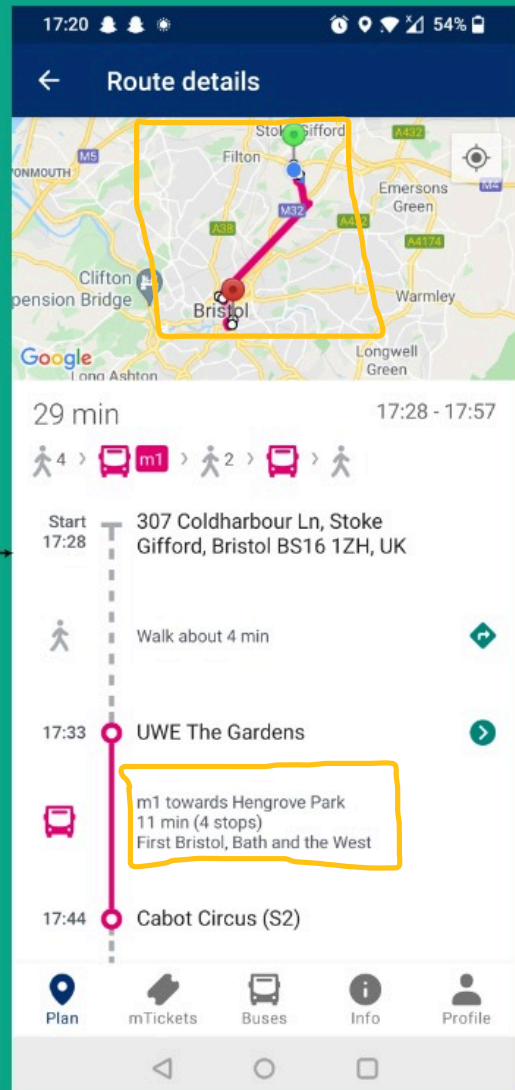 17:20
54%
Route details
Stoke Gifford
A432
M5
ONMOUTH
Filton
Emersons
Green
M4
M32
A38
A432
A4174
Clifton
pension Bridge
Bristol
Warmley
Google
Longwell
Green
Long Ashton
29 min
17:28 - 17:57
4 > m1 > 2 > >
Start
17:28
307 Coldharbour Ln, Stoke
Gifford, Bristol BS16 1ZH, UK
Walk about 4 min
17:33
UWE The Gardens
m1 towards Hengrove Park
11 min (4 stops)
First Bristol, Bath and the West
17:44
Cabot Circus (S2)
Plan
mTickets
Buses
Info
Profile